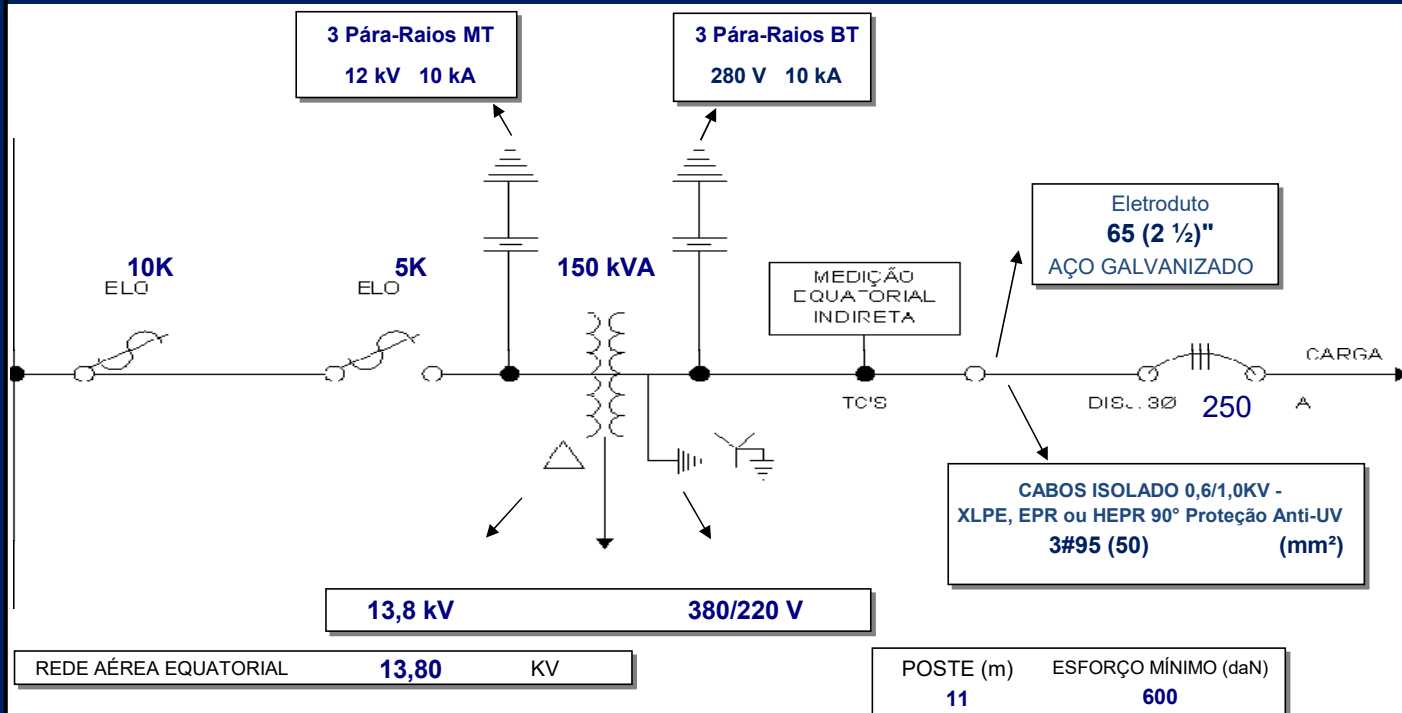 3 Pára-Raios MT
12 kV 10 kA
3 Pára-Raios BT
280 V 10 kA
Eletroduto
65 (2 ½)"
AÇO GALVANIZADO
10K
ELO
5K
ELO
150 kVA
MEDIÇÃO
EQUATORIAL
INDIRETA
TC'S
DISJ. 3Ø 250 A
CARGA
CABOS ISOLADO 0,6/1,0KV -
XLPE, EPR ou HEPR 90° Proteção Anti-UV
3#95 (50) (mm²)
13,8 kV 380/220 V
REDE AÉREA EQUATORIAL 13,80 KV
POSTE (m) ESFORÇO MÍNIMO (daN)
11 600